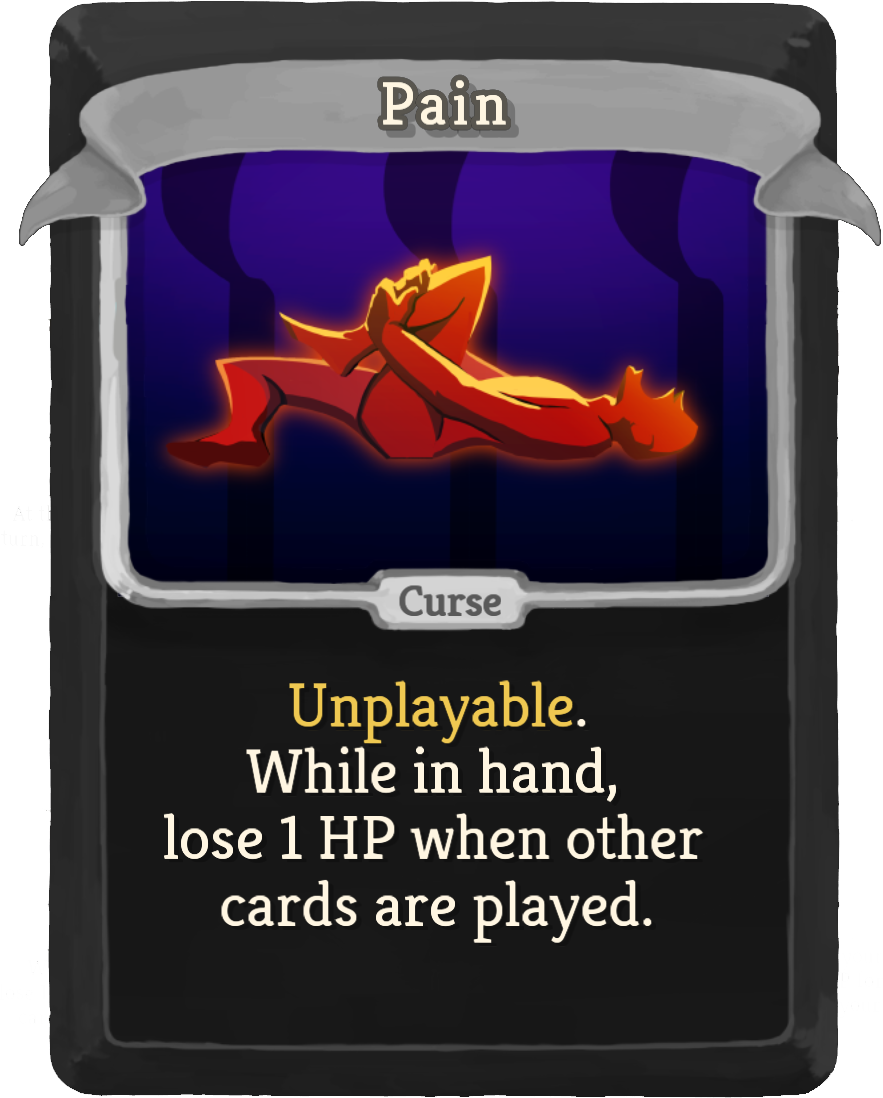 Pain
Curse
Unplayable.
While in hand,
lose 1 HP when other
cards are played.